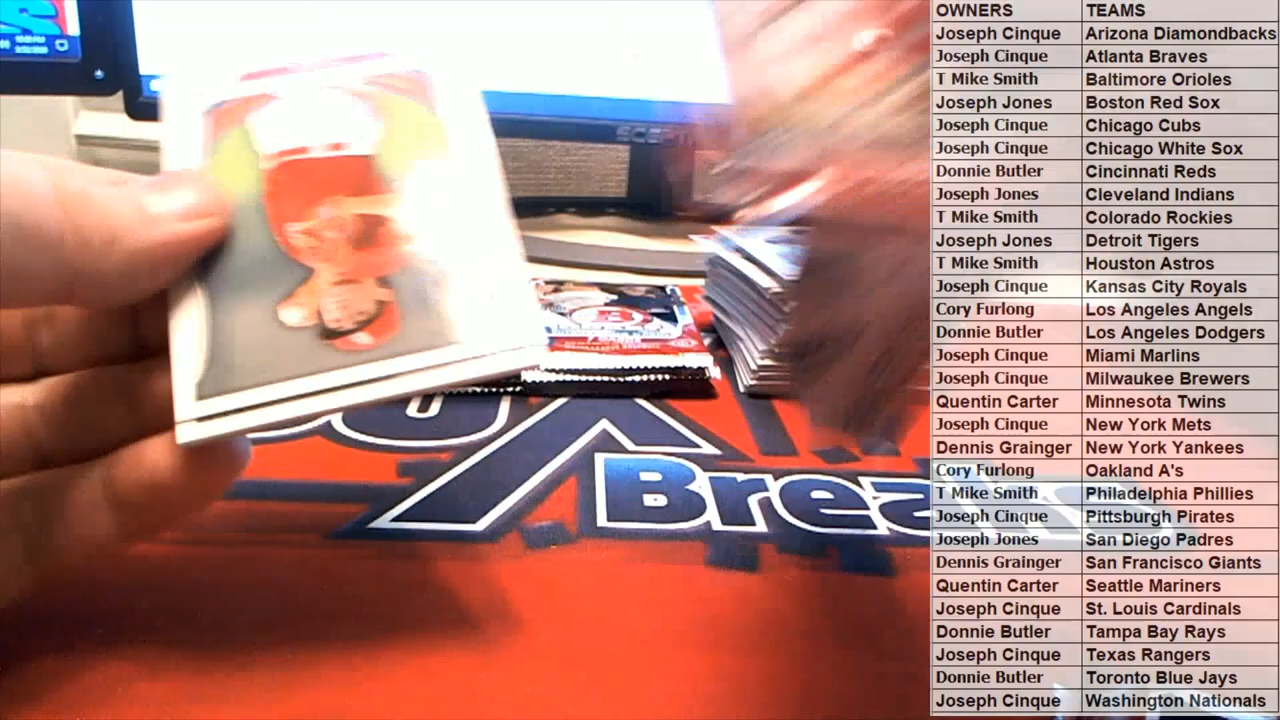 OWNERS TEAMS
Joseph Cinque Arizona Diamondbacks
Joseph Cinque Atlanta Braves
T Mike Smith Baltimore Orioles
Joseph Jones Boston Red Sox
Joseph Cinque Chicago Cubs
Joseph Cinque Chicago White Sox
Donnie Butler Cincinnati Reds
Joseph Jones Cleveland Indians
T Mike Smith Colorado Rockies
Joseph Jones Detroit Tigers
T Mike Smith Houston Astros
Joseph Cinque Kansas City Royals
Cory Furlong Los Angeles Angels
Donnie Butler Los Angeles Dodgers
Joseph Cinque Miami Marlins
Joseph Cinque Milwaukee Brewers
Quentin Carter Minnesota Twins
Joseph Cinque New York Mets
Dennis Grainger New York Yankees
Cory Furlong Oakland A's
T Mike Smith Philadelphia Phillies
Joseph Cinque Pittsburgh Pirates
Joseph Jones San Diego Padres
Dennis Grainger San Francisco Giants
Quentin Carter Seattle Mariners
Joseph Cinque St. Louis Cardinals
Donnie Butler Tampa Bay Rays
Joseph Cinque Texas Rangers
Donnie Butler Toronto Blue Jays
Joseph Cinque Washington Nationals
Breaks